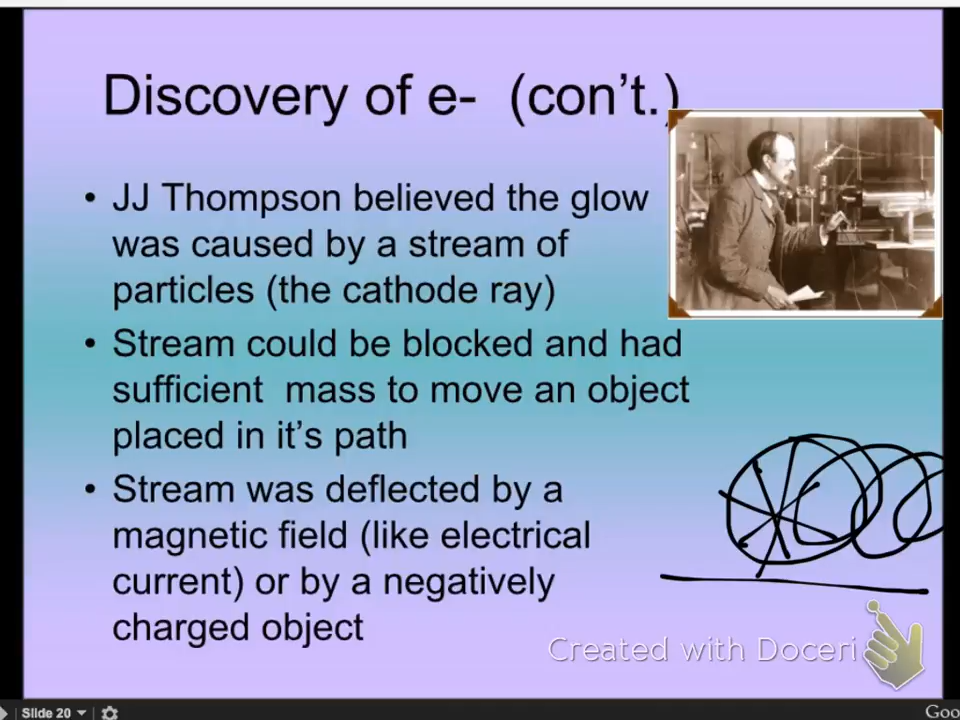 Discovery of e- (con't.)
• JJ Thompson believed the glow
was caused by a stream of
particles (the cathode ray)
• Stream could be blocked and had
sufficient mass to move an object
placed in it's path
• Stream was deflected by a
magnetic field (like electrical
current) or by a negatively
charged object
Created with Doceri
Slide 20
Goo